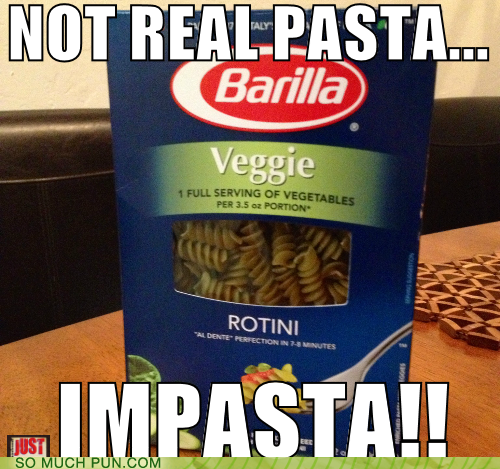 NOT REAL PASTA...
Barilla
®
Veggie
1 FULL SERVING OF VEGETABLES
PER 3.5 oz PORTION*
ROTINI
"AL DENTE" PERFECTION IN 7-8 MINUTES
™
IMPASTA!!
JUST
SO MUCH PUN.COM